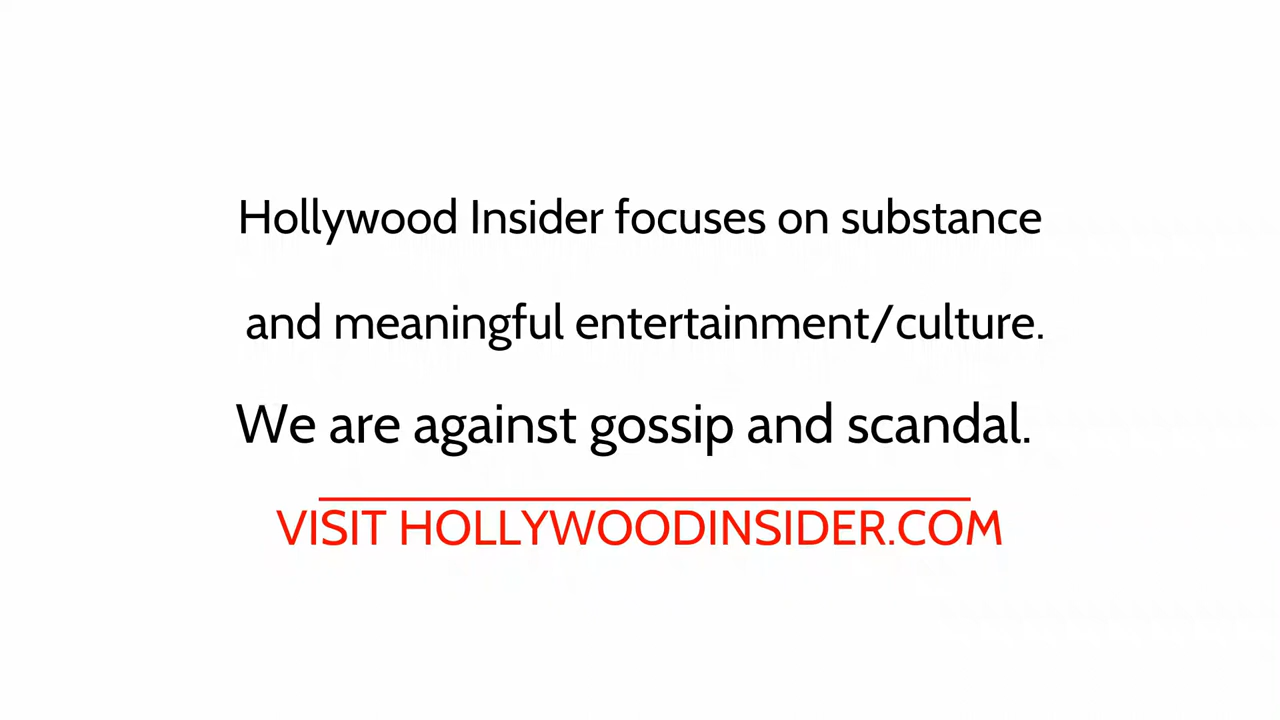 Hollywood Insider focuses on substance
and meaningful entertainment/culture.
We are against gossip and scandal.
VISIT HOLLYWOODINSIDER.COM